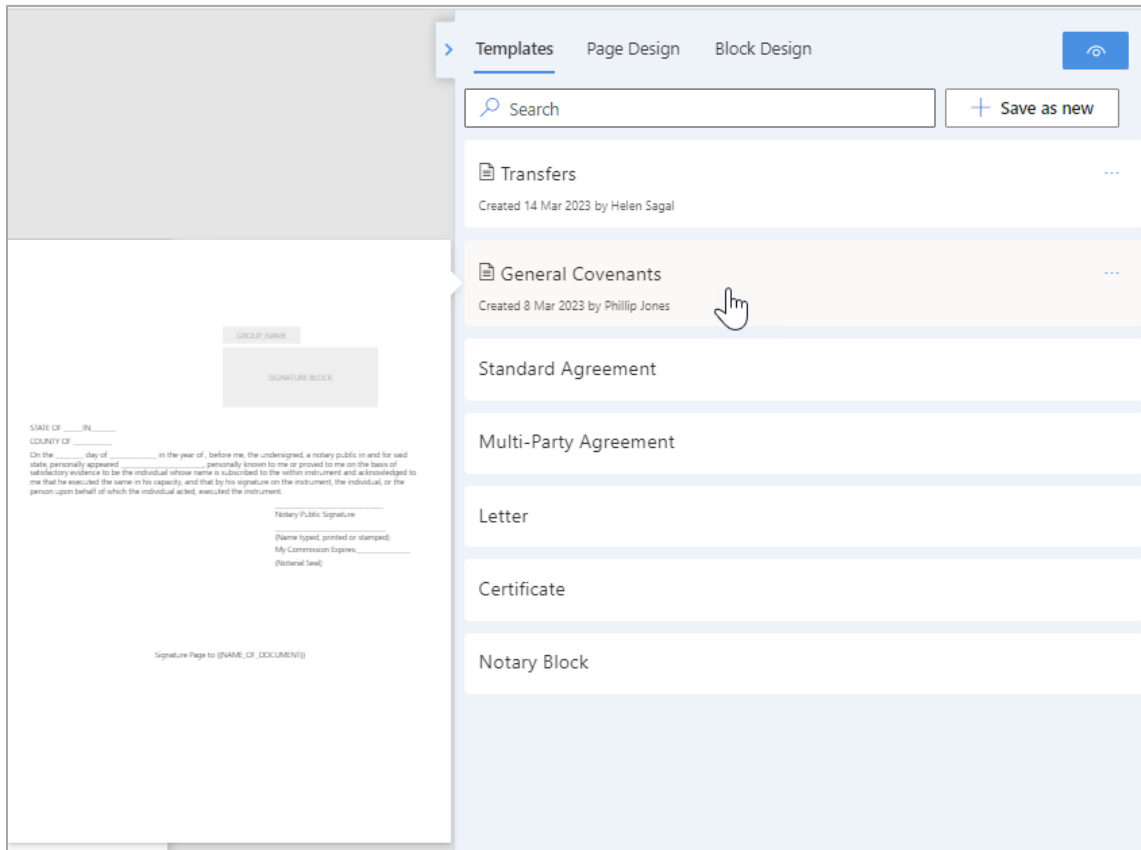 Templates Page Design Block Design
Search
Save as new
Transfers
Created 14 Mar 2023 by Helen Sagal
General Covenants
Created 8 Mar 2023 by Phillip Jones
Standard Agreement
Multi-Party Agreement
Letter
Certificate
Notary Block
GROUP_NAME
SIGNATURE BLOCK
STATE OF _____IN_______
COUNTY OF __________
On the _______ day of ____________ in the year of , before me, the undersigned, a notary public in and for said
state, personally appeared ____________________, personally known to me or proved to me on the basis of
satisfactory evidence to be the individual whose name is subscribed to the within instrument and acknowledged to
me that he executed the same in his capacity, and that by his signature on the instrument, the individual, or the
person upon behalf of which the individual acted, executed the instrument.
Notary Public Signature
(Name typed, printed or stamped)
My Commission Expires:______________
(Notarial Seal)
Signature Page to {{NAME_OF_DOCUMENT}}